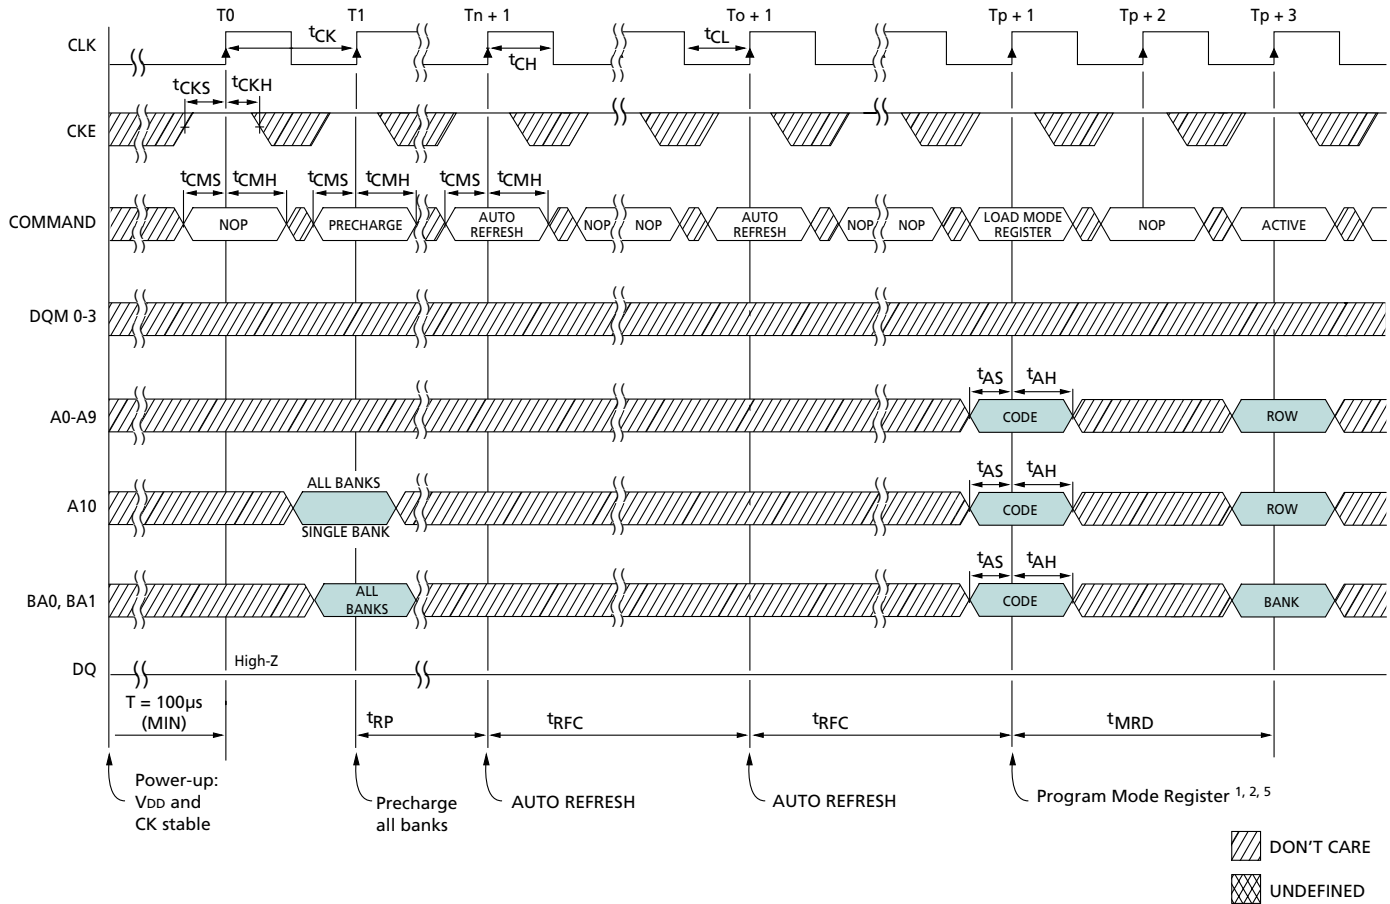 T0 T1 Tn + 1 To + 1 Tp + 1 Tp + 2 Tp + 3
CLK
tCK
tCH
tCL
tCKS tCKH
CKE
tCMS tCMH tCMS tCMH tCMS tCMH
COMMAND
NOP
PRECHARGE
AUTO
REFRESH
NOP
NOP
AUTO
REFRESH
NOP
NOP
LOAD MODE
REGISTER
NOP
ACTIVE
DQM 0-3
tAS tAH
A0-A9
CODE
ROW
ALL BANKS
tAS tAH
A10
CODE
ROW
SINGLE BANK
tAS tAH
BA0, BA1
ALL
BANKS
CODE
BANK
DQ
High-Z
T = 100µs
(MIN)
tRP
tRFC
tRFC
tMRD
Power-up:
VDD and
CK stable
Precharge
all banks
AUTO REFRESH
AUTO REFRESH
Program Mode Register 1, 2, 5
DON'T CARE
UNDEFINED